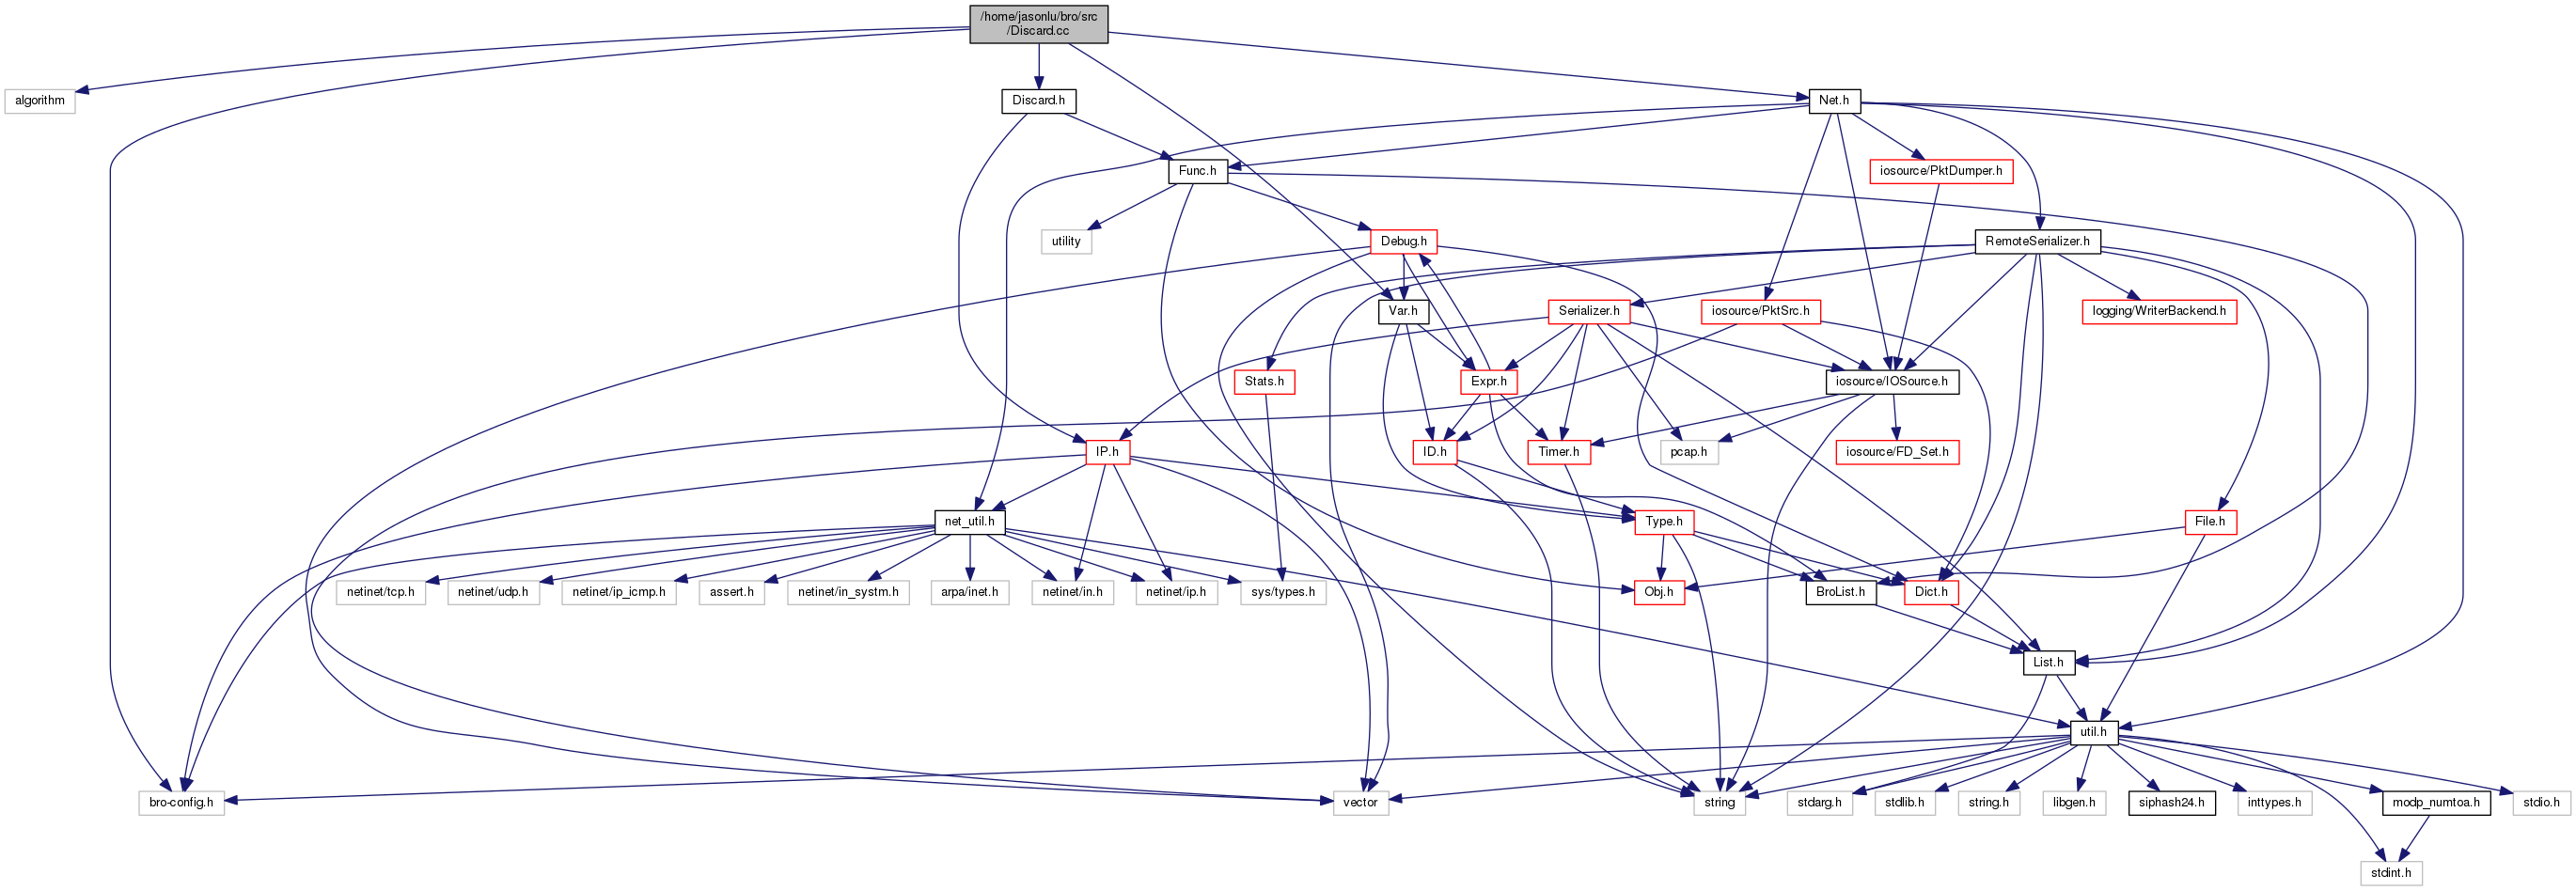 /home/jasonlu/bro/src
/Discard.cc
algorithm
Discard.h
Net.h
Func.h
iosource/PktDumper.h
utility
Debug.h
RemoteSerializer.h
Var.h
Serializer.h
iosource/PktSrc.h
logging/WriterBackend.h
Stats.h
Expr.h
iosource/IOSource.h
IP.h
ID.h
Timer.h
pcap.h
iosource/FD_Set.h
net_util.h
Type.h
File.h
netinet/tcp.h
netinet/udp.h
netinet/ip_icmp.h
assert.h
netinet/in_systm.h
arpa/inet.h
netinet/in.h
netinet/ip.h
sys/types.h
Obj.h
BroList.h
Dict.h
List.h
util.h
bro-config.h
vector
string
stdarg.h
stdlib.h
string.h
libgen.h
siphash24.h
inttypes.h
modp_numtoa.h
stdio.h
stdint.h